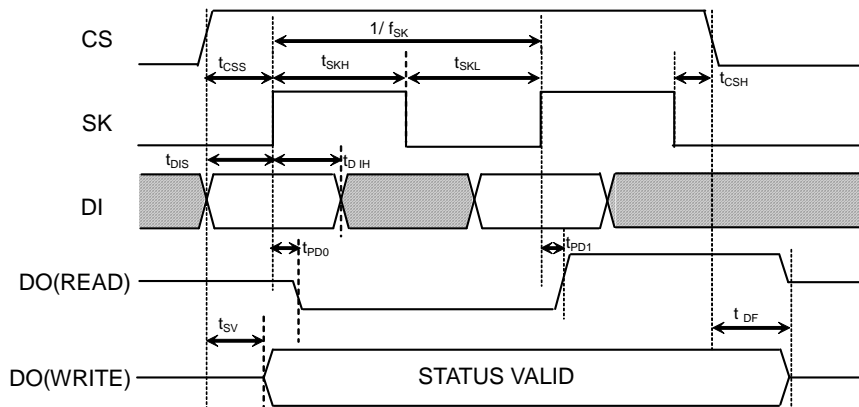 1/ fSK
CS
tCSS
tSKH
tSKL
tCSH
SK
tDIS
tD IH
DI
tPD0
tPD1
DO(READ)
tSV
t DF
DO(WRITE)
STATUS VALID